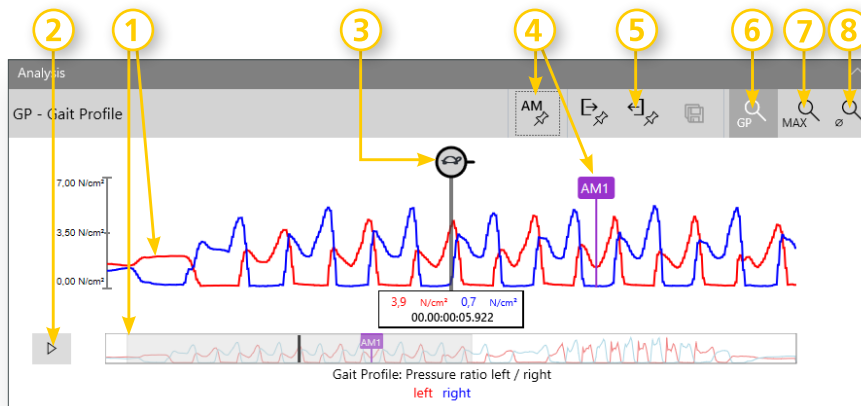 2 1 3 4 5 6 7 8
Analysis
GP - Gait Profile
AM
GP
MAX
ø
7,00 N/cm²
AM1
3,50 N/cm²
0,00 N/cm²
3,9 N/cm² 0,7 N/cm²
00.00:00:05.922
AM1
Gait Profile: Pressure ratio left / right
left right